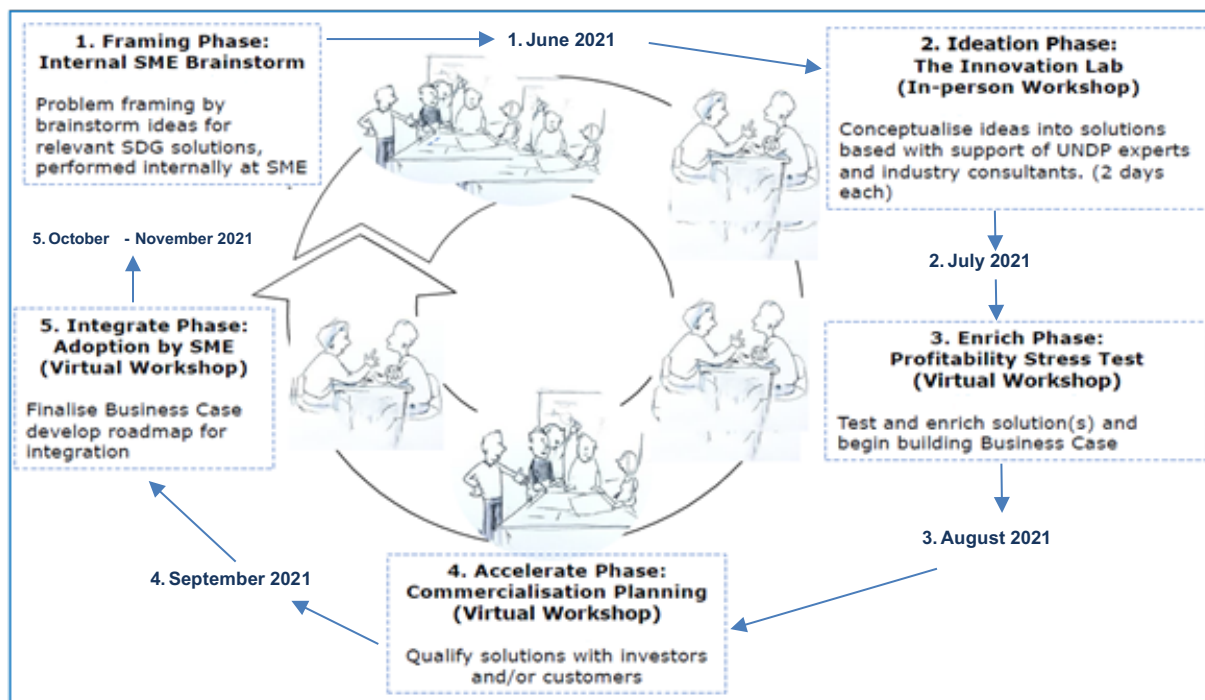 1. Framing Phase:
Internal SME Brainstorm
Problem framing by
brainstorm ideas for
relevant SDG solutions,
performed internally at SME
1. June 2021
2. Ideation Phase:
The Innovation Lab
(In-person Workshop)
Conceptualise ideas into solutions
based with support of UNDP experts
and industry consultants. (2 days
each)
2. July 2021
3. Enrich Phase:
Profitability Stress Test
(Virtual Workshop)
Test and enrich solution(s) and
begin building Business Case
3. August 2021
4. Accelerate Phase:
Commercialisation Planning
(Virtual Workshop)
Qualify solutions with investors
and/or customers
4. September 2021
5. Integrate Phase:
Adoption by SME
(Virtual Workshop)
Finalise Business Case
develop roadmap for
integration
5. October - November 2021